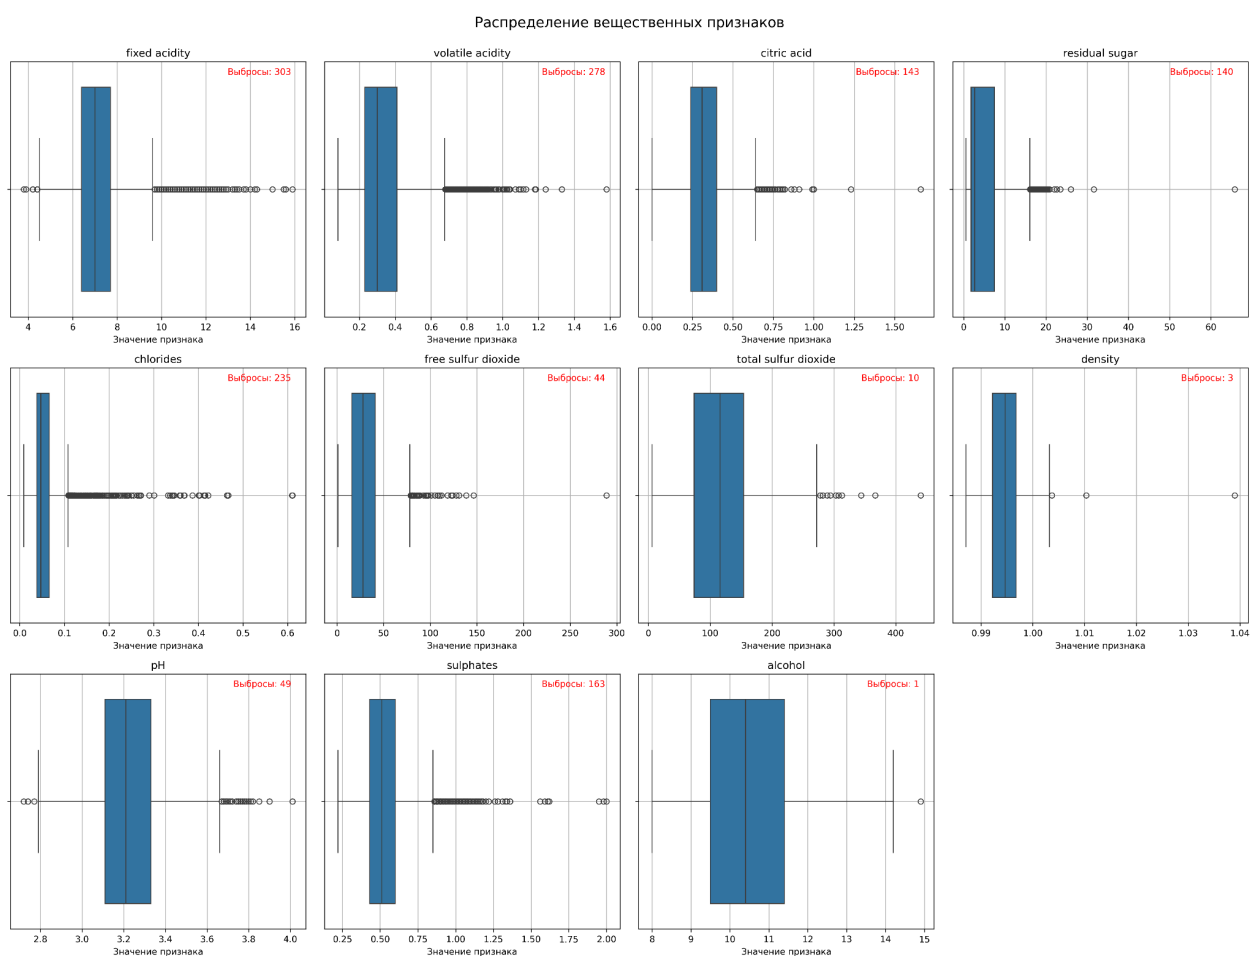 Распределение вещественных признаков
fixed acidity
Выбросы: 303
4 6 8 10 12 14 16
Значение признака
volatile acidity
Выбросы: 278
0.2 0.4 0.6 0.8 1.0 1.2 1.4 1.6
Значение признака
citric acid
Выбросы: 143
0.00 0.25 0.50 0.75 1.00 1.25 1.50
Значение признака
residual sugar
Выбросы: 140
0 10 20 30 40 50 60
Значение признака
chlorides
Выбросы: 235
0.0 0.1 0.2 0.3 0.4 0.5 0.6
Значение признака
free sulfur dioxide
Выбросы: 44
0 50 100 150 200 250 300
Значение признака
total sulfur dioxide
Выбросы: 10
0 100 200 300 400
Значение признака
density
Выбросы: 3
0.99 1.00 1.01 1.02 1.03 1.04
Значение признака
pH
Выбросы: 49
2.8 3.0 3.2 3.4 3.6 3.8 4.0
Значение признака
sulphates
Выбросы: 163
0.25 0.50 0.75 1.00 1.25 1.50 1.75 2.00
Значение признака
alcohol
Выбросы: 1
8 9 10 11 12 13 14 15
Значение признака